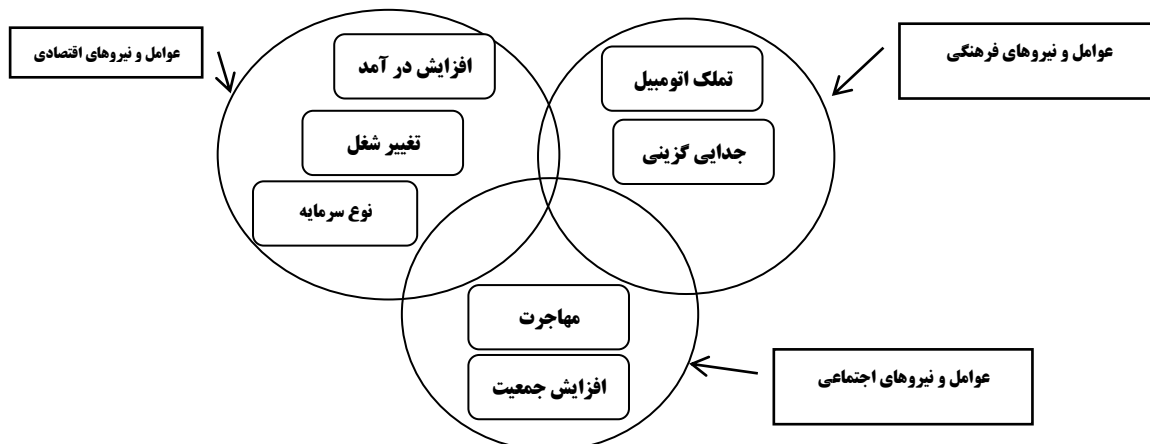 عوامل و نیروهای فرهنگی
تملک اتومبیل
جدایی گزینی
عوامل و نیروهای اقتصادی
افزایش در آمد
تغییر شغل
نوع سرمایه
مهاجرت
افزایش جمعیت
عوامل و نیروهای اجتماعی